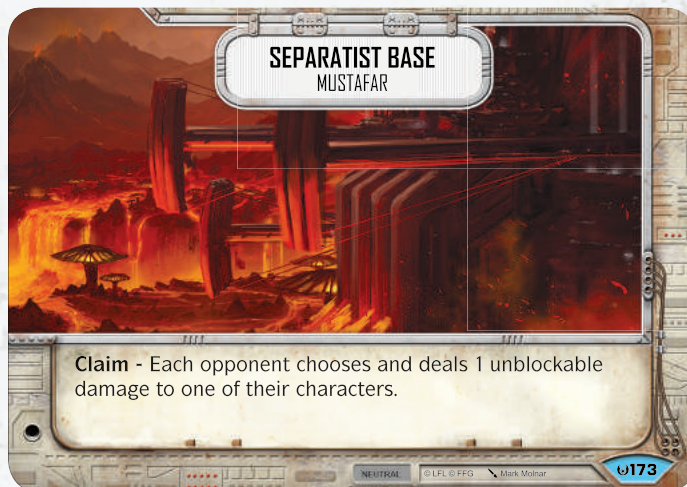 SEPARATIST BASE
MUSTAFAR
Claim - Each opponent chooses and deals 1 unblockable
damage to one of their characters.
NEUTRAL © LFL © FFG Mark Molnar 173